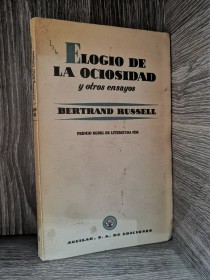 ELOGIO DE
LA OCIOSIDAD
y otros ensayos
BERTRAND RUSSELL
PREMIO NOBEL DE LITERATURA 1950
AGUILAR, S. A. DE EDICIONES